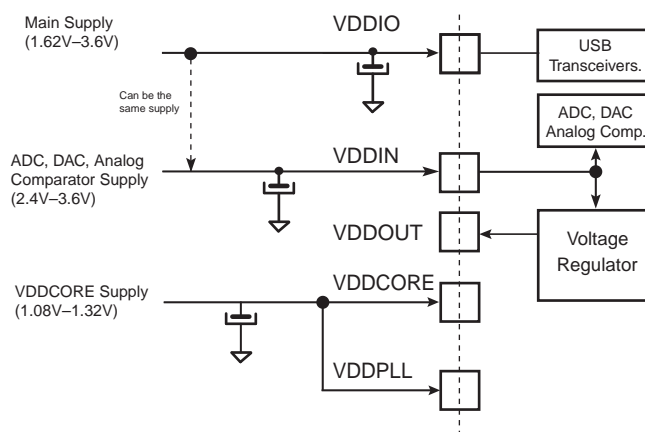 Main Supply
(1.62V–3.6V)
VDDIO
USB
Transceivers.
Can be the
same supply
ADC, DAC
Analog Comp.
ADC, DAC, Analog
Comparator Supply
(2.4V–3.6V)
VDDIN
VDDOUT
Voltage
Regulator
VDDCORE Supply
(1.08V–1.32V)
VDDCORE
VDDPLL